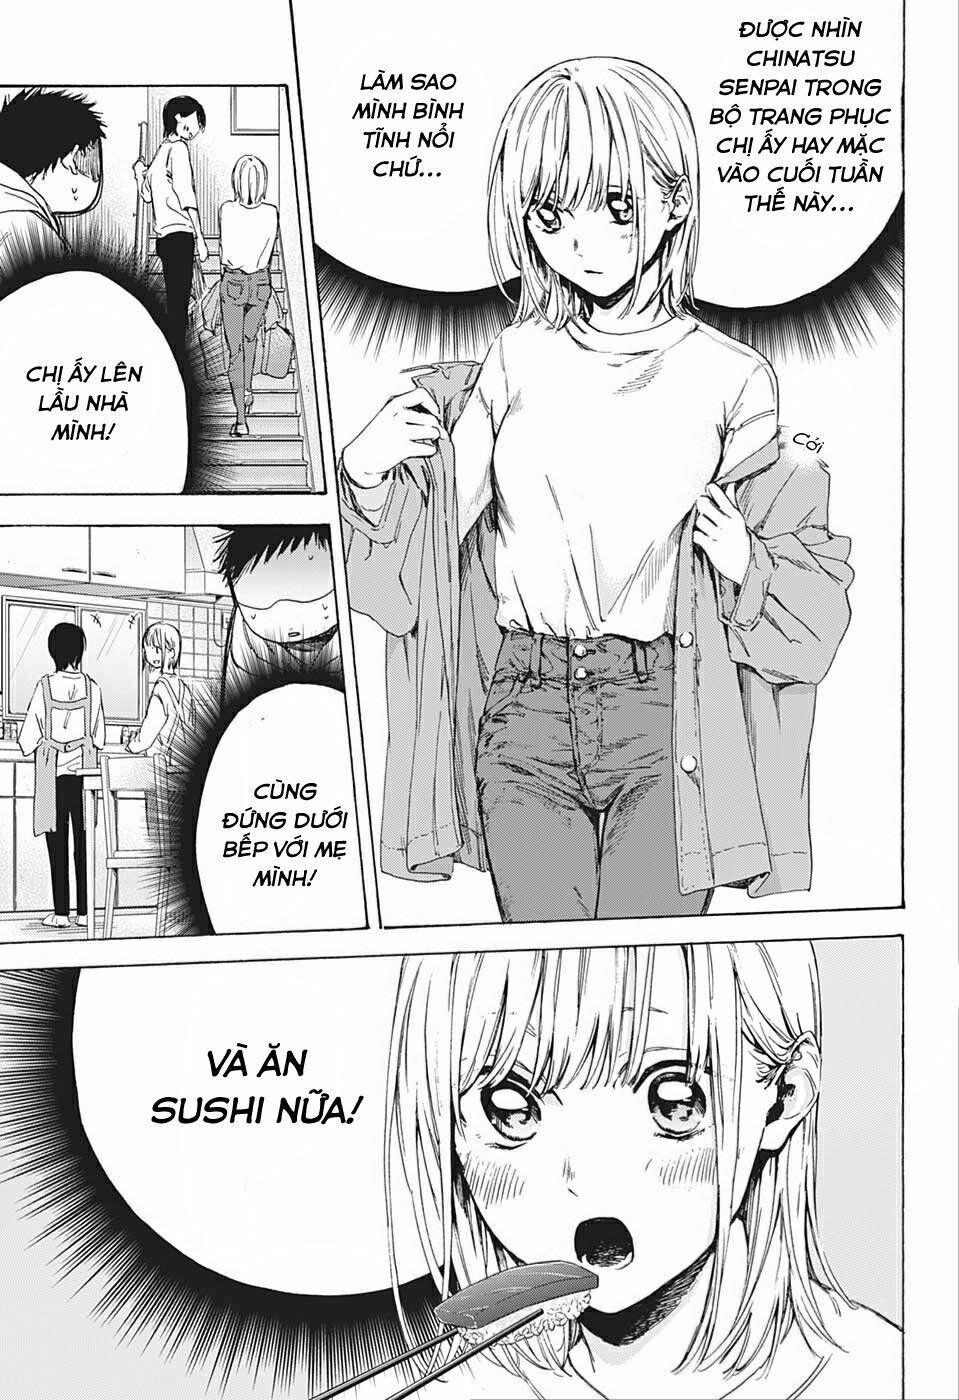 ĐƯỢC NHÌN
CHINATSU
SENPAI TRONG
BỘ TRANG PHỤC
CHỊ ẤY HAY MẶC
VÀO CUỐI TUẦN
THẾ NÀY...
LÀM SAO
MÌNH BÌNH
TĨNH NỔI
CHỨ...
Cởi
CHỊ ẤY LÊN
LẦU NHÀ
MÌNH!
CÙNG
ĐỨNG DƯỚI
BẾP VỚI MẸ
MÌNH!
VÀ ĂN
SUSHI NỮA!